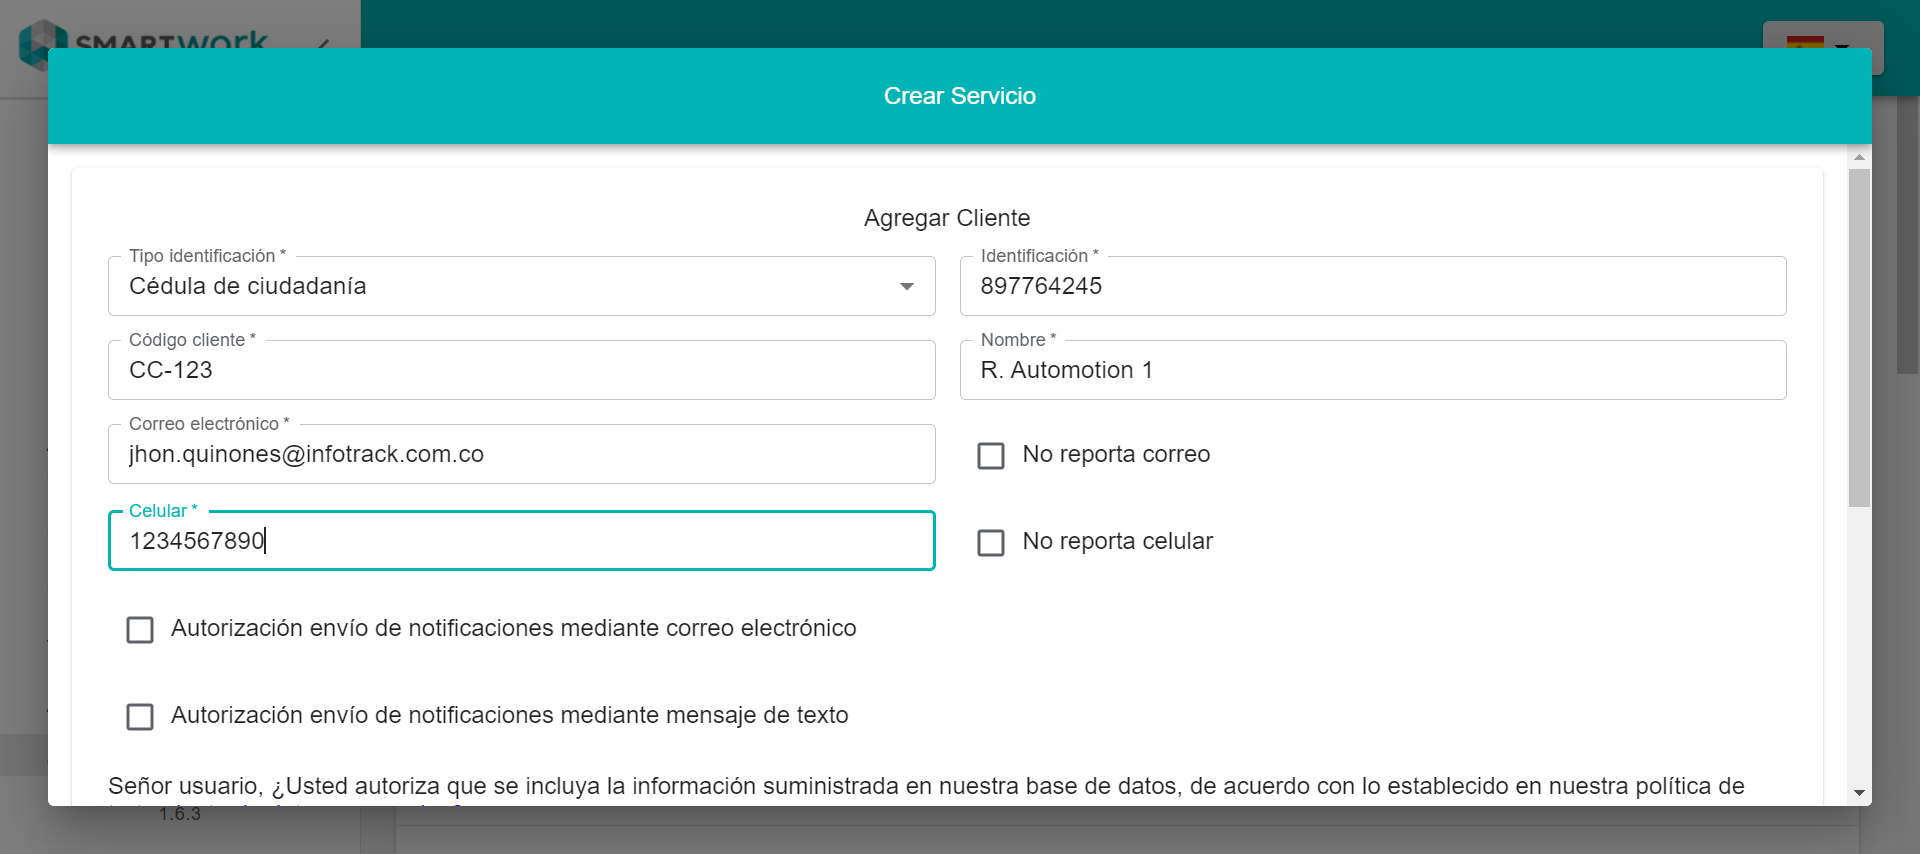 SMARTWORK
Crear Servicio
Agregar Cliente
Tipo identificación *
Cédula de ciudadanía
Identificación *
897764245
Código cliente *
CC-123
Nombre *
R. Automotion 1
Correo electrónico *
jhon.quinones@infotrack.com.co
No reporta correo
Celular *
1234567890
No reporta celular
Autorización envío de notificaciones mediante correo electrónico
Autorización envío de notificaciones mediante mensaje de texto
Señor usuario, ¿Usted autoriza que se incluya la información suministrada en nuestra base de datos, de acuerdo con lo establecido en nuestra política de
1.6.3